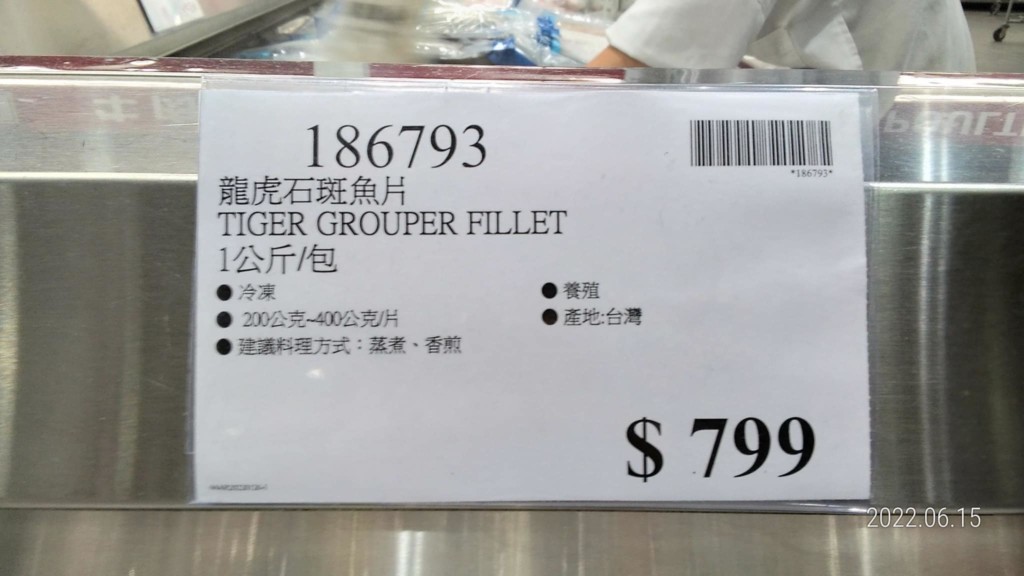 186793
*186793*
龍虎石斑魚片
TIGER GROUPER FILLET
1公斤/包
●冷凍
●養殖
●200公克~400公克/片
●產地:台灣
●建議料理方式：蒸煮、香煎
$ 799
2022.06.15